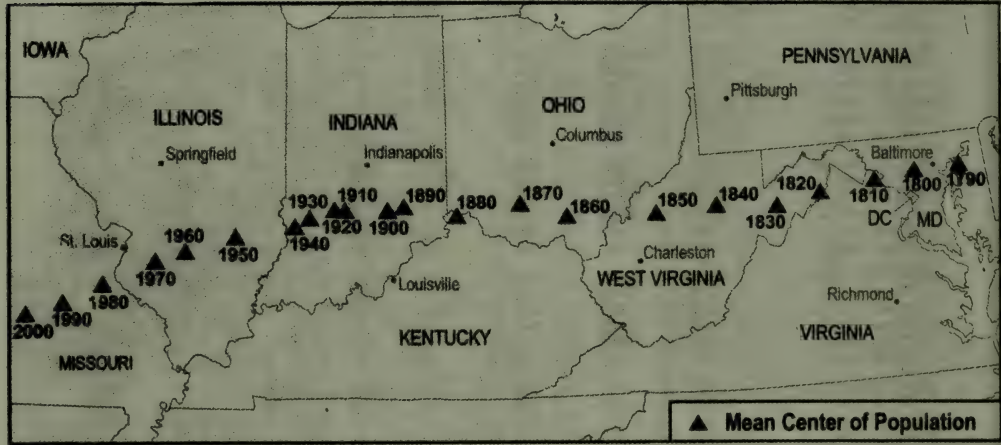 IOWA
PENNSYLVANIA
Pittsburgh
ILLINOIS
INDIANA
OHIO
Columbus
Springfield
Indianapolis
Baltimore
1930
1910
1890
1870
1850
1840
1820
1810
1800
1790
1920
1900
1880
1860
1830
DC
MD
St. Louis
1960
1950
1940
1970
Charleston
WEST VIRGINIA
Louisville
1980
Richmond
2000
1990
KENTUCKY
VIRGINIA
MISSOURI
▲ Mean Center of Population